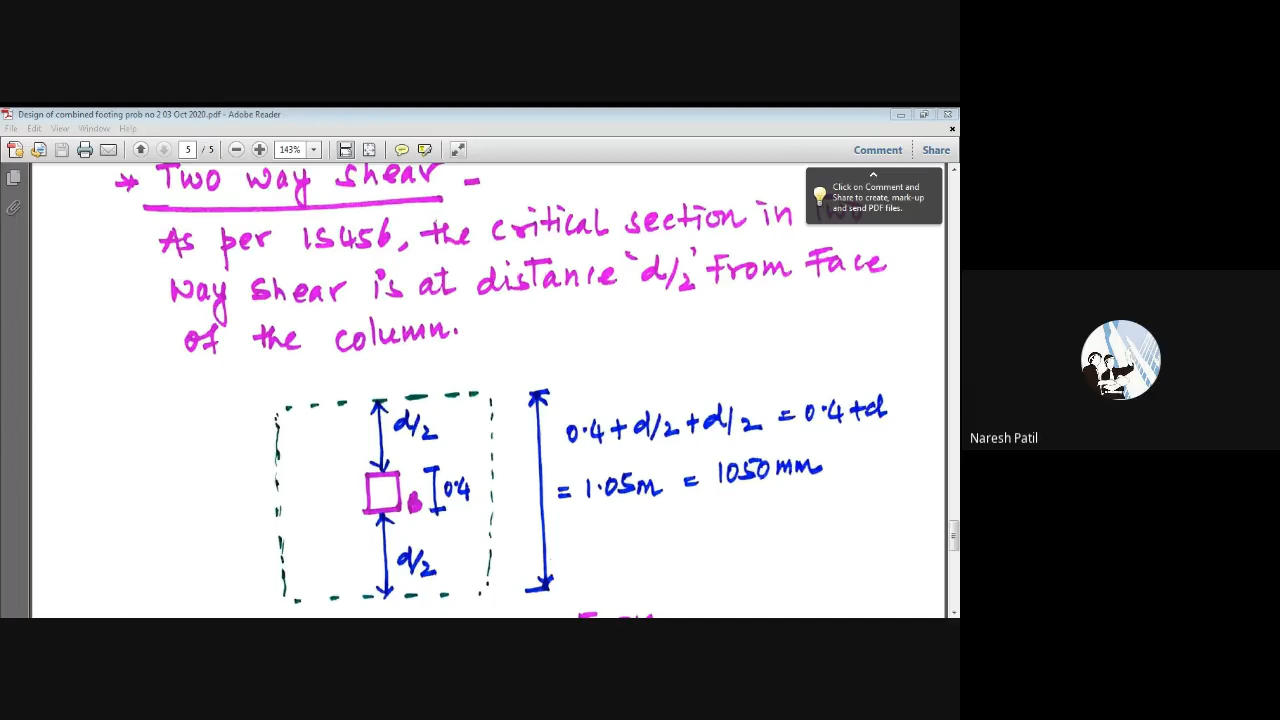 Design of combined footing prob no 2 03 Oct 2020.pdf - Adobe Reader
File Edit View Window Help
5 / 5 143% Comment Share
* Two way shear -
Click on Comment and
Share to create, mark-up
and send PDF files.
As per IS456, the critical section in
way shear is at distance 'd/2' from Face
of the column.
d/2
0.4+d/2+d/2 = 0.4+d
0.4
= 1.05m = 1050mm
d/2
Naresh Patil